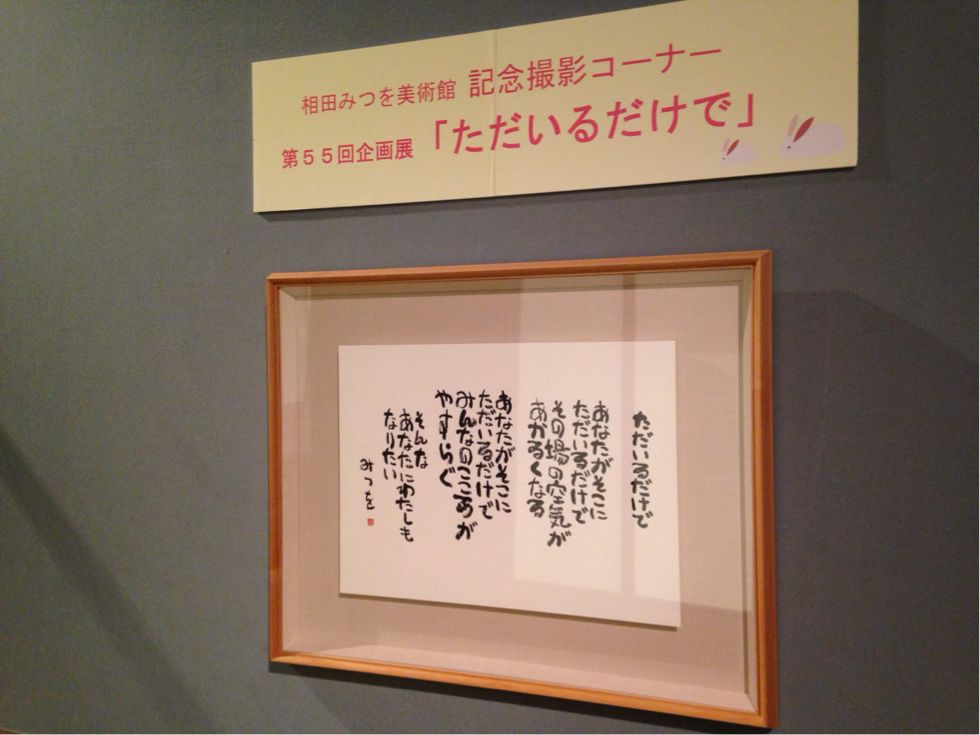 相田みつを美術館 記念撮影コーナー
第５５回企画展 「ただいるだけで」
ただいるだけで
あなたがそこに
ただいるだけで
その場の空気が
あかるくなる
あなたがそこに
ただいるだけで
みんなのこころが
やすらぐ
そんな
あなたにわたしも
なりたい
みつを